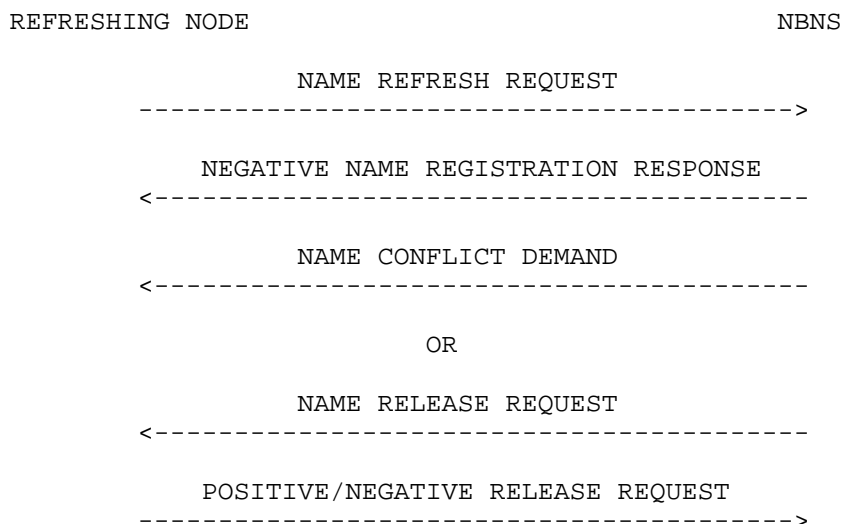 REFRESHING NODE NBNS
NAME REFRESH REQUEST
----------------------------------------->
NEGATIVE NAME REGISTRATION RESPONSE
<-----------------------------------------
NAME CONFLICT DEMAND
<-----------------------------------------
OR
NAME RELEASE REQUEST
<-----------------------------------------
POSITIVE/NEGATIVE RELEASE REQUEST
----------------------------------------->